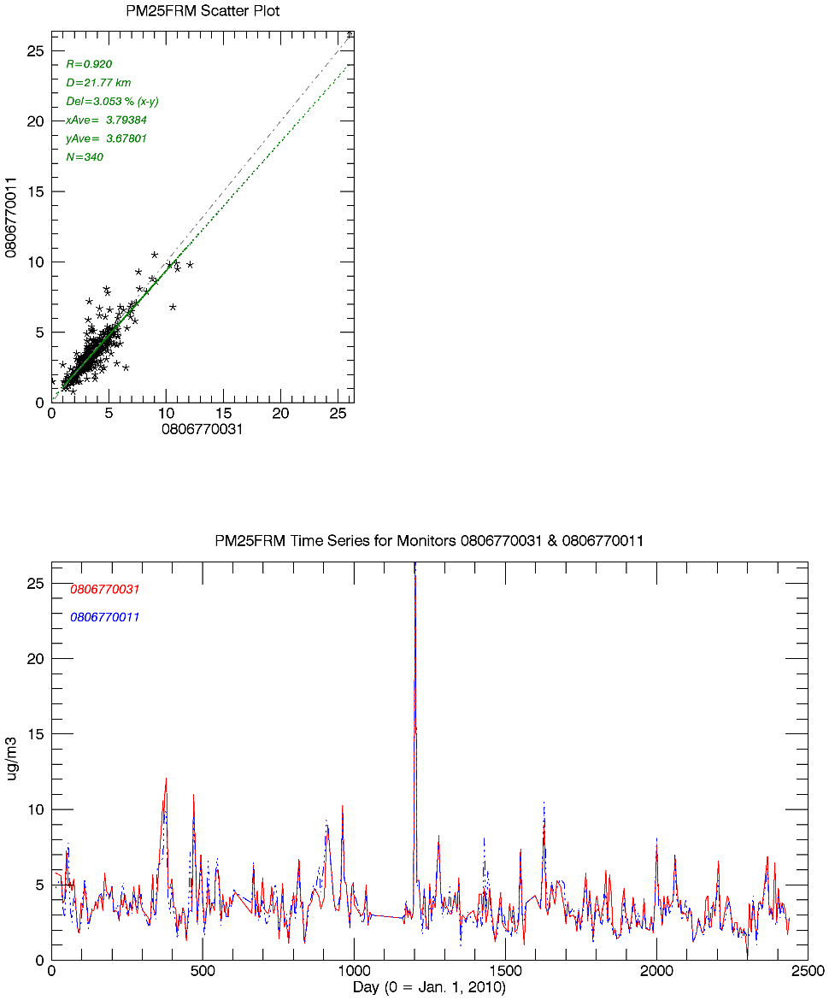 PM25FRM Scatter Plot
25
20
15
10
5
0
0806770011
R=0.920
D=21.77 km
Del=3.053 % (x-y)
xAve= 3.79384
yAve= 3.67801
N=340
0 5 10 15 20 25
0806770031
PM25FRM Time Series for Monitors 0806770031 & 0806770011
25
20
15
10
5
0
ug/m3
0806770031
0806770011
0 500 1000 1500 2000 2500
Day (0 = Jan. 1, 2010)